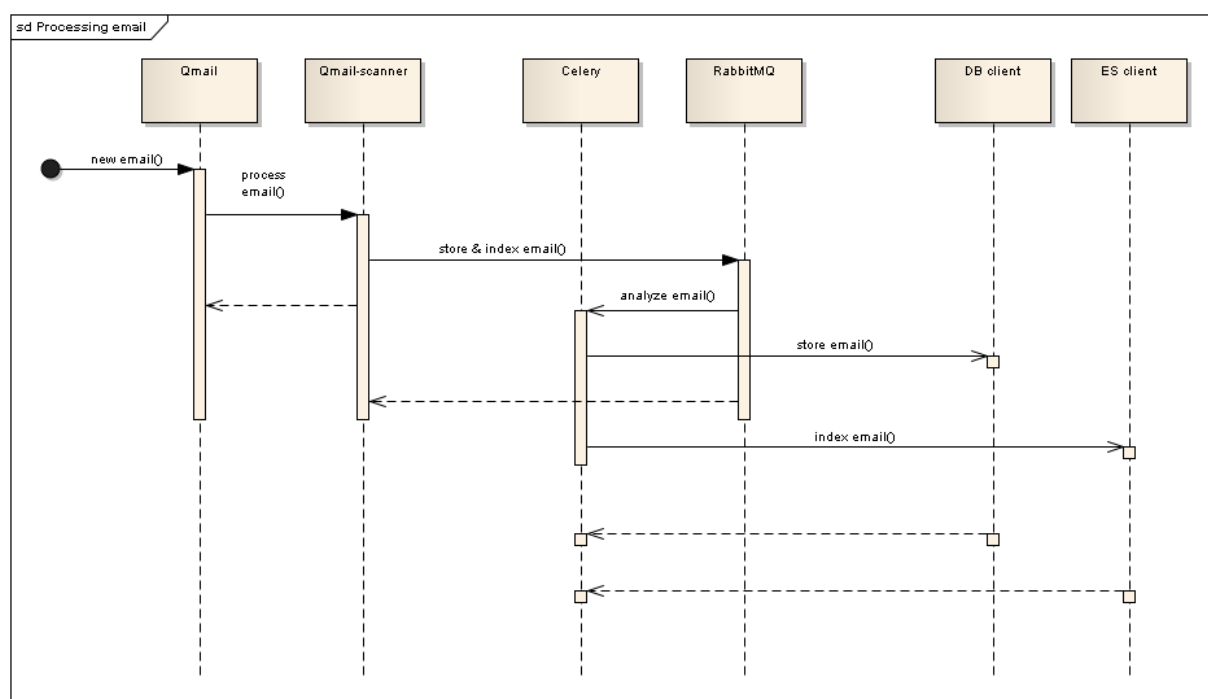 sd Processing email
Qmail
Qmail-scanner
Celery
RabbitMQ
DB client
ES client
new email()
process
email()
store & index email()
analyze email()
store email()
index email()